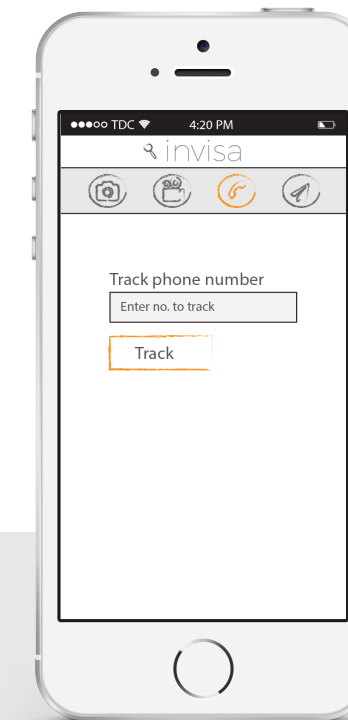 TDC 4:20 PM
invisa
Track phone number
Enter no. to track
Track